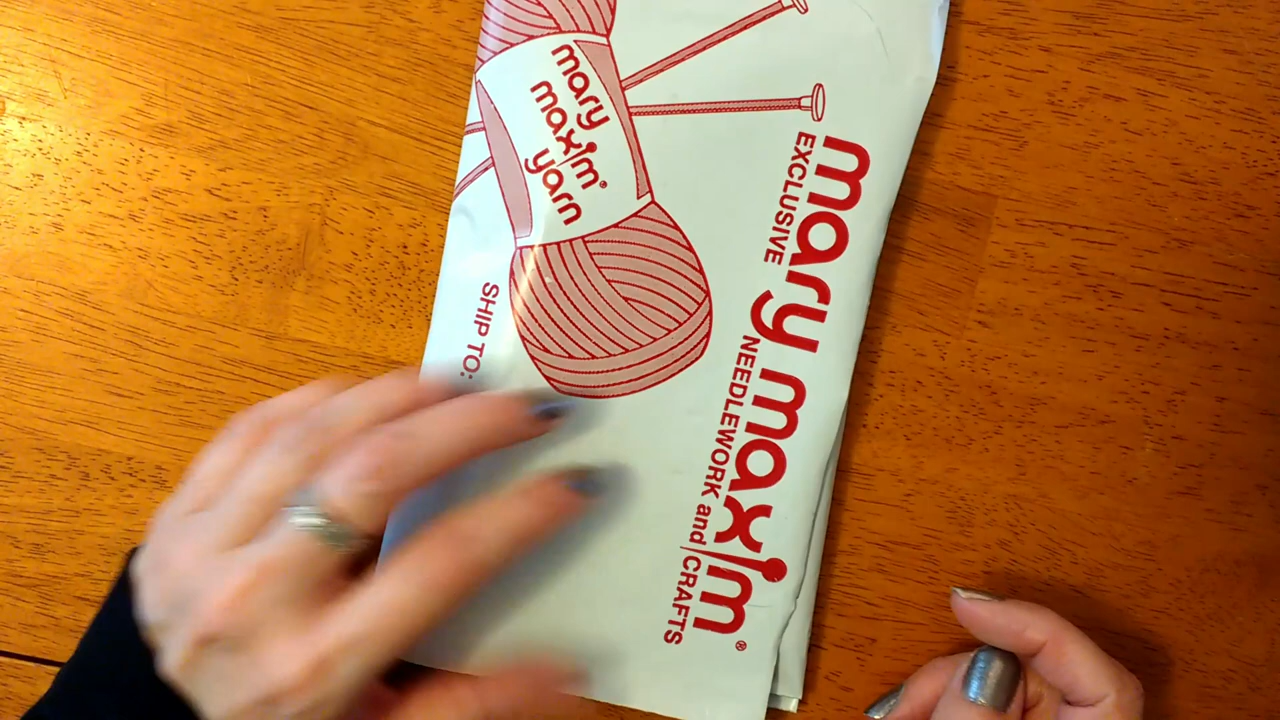 mary
maxim®
yarn
mary maxim®
EXCLUSIVE NEEDLEWORK and CRAFTS
SHIP TO: